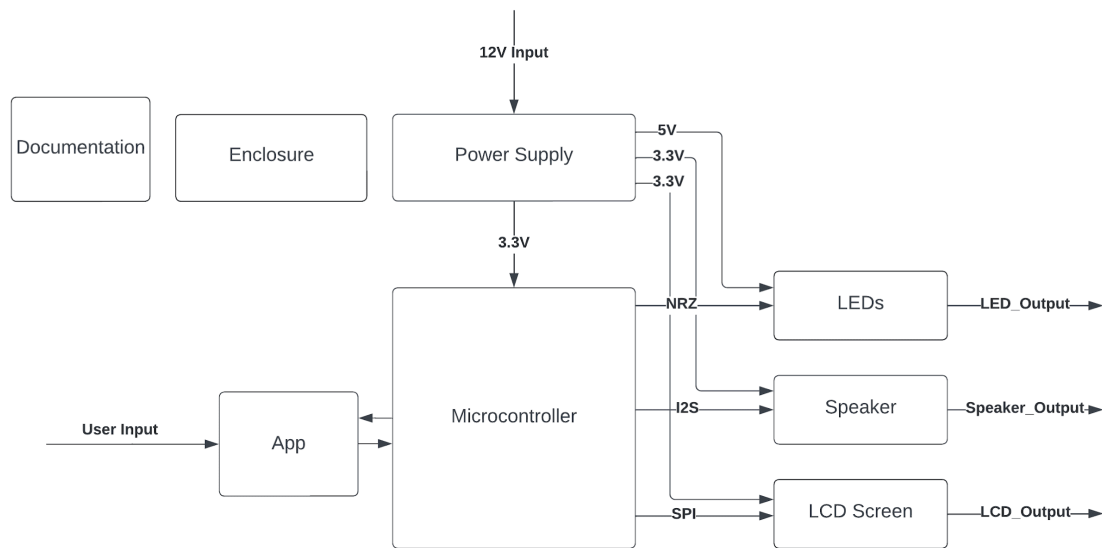 12V Input
Documentation
Enclosure
Power Supply
5V
3.3V
3.3V
3.3V
NRZ
LEDs
LED_Output
I2S
Speaker
Speaker_Output
Microcontroller
User Input
App
SPI
LCD Screen
LCD_Output